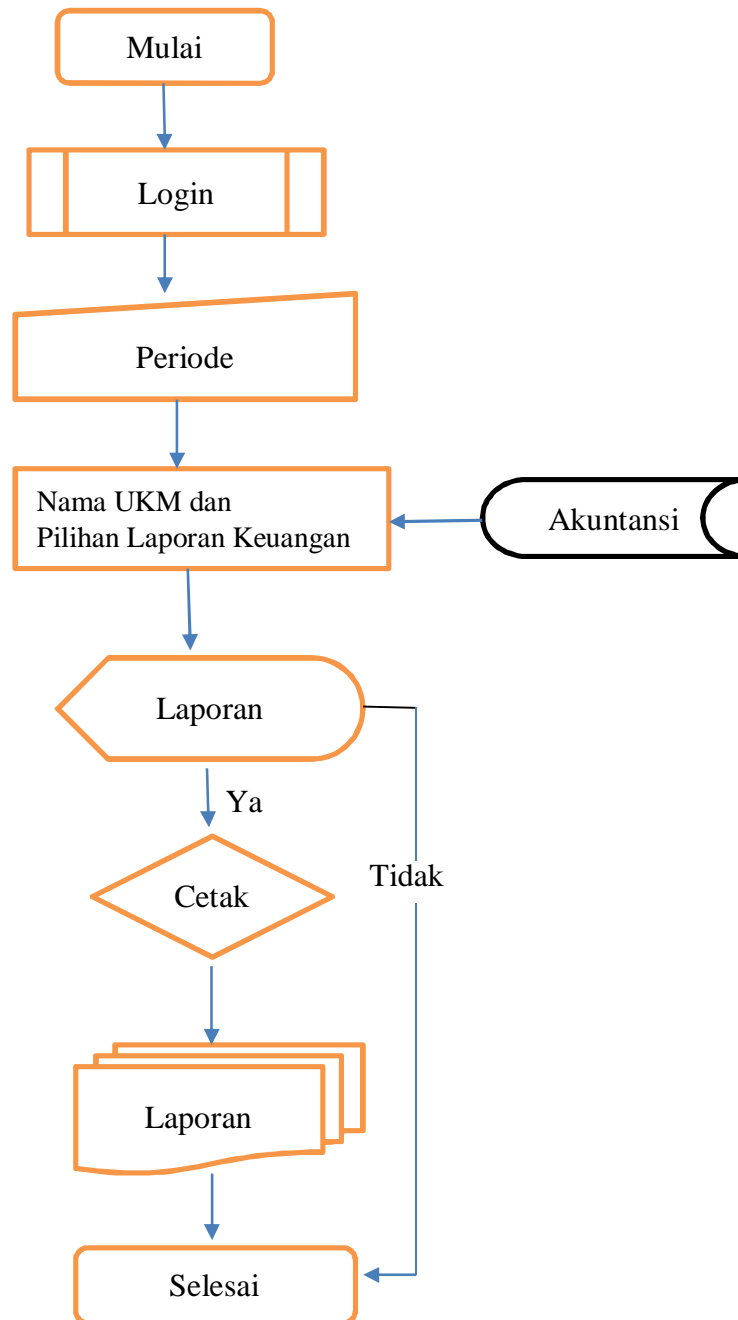 Mulai
Login
Periode
Nama UKM dan
Pilihan Laporan Keuangan
Akuntansi
Laporan
Ya
Cetak
Tidak
Laporan
Selesai